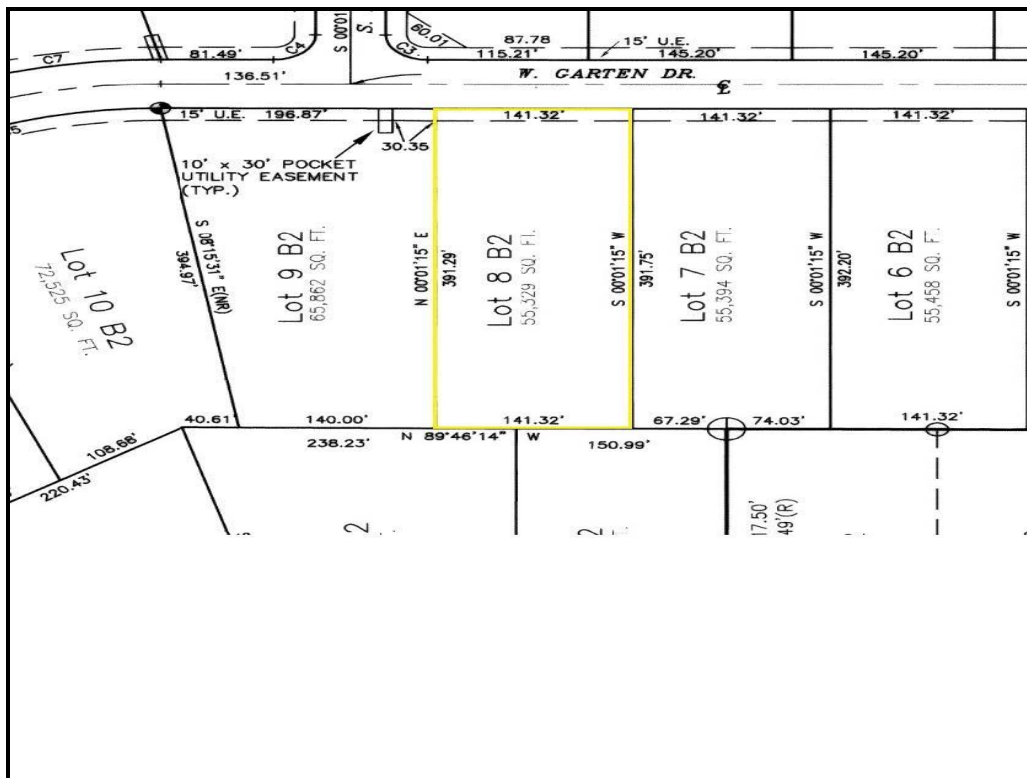 C7
81.49'
C4
S 00°01
S.
C3
60.01
87.78
115.21'
15' U.E.
145.20'
145.20'
136.51'
W. GARTEN DR.
15' U.E. 196.87'
141.32'
141.32'
141.32'
30.35
10' x 30' POCKET
UTILITY EASEMENT
(TYP.)
Lot 10 B2
72,525 SQ. FT.
S 08°15'31" E(NR)
394.97'
Lot 9 B2
65,862 SQ. FT.
N 00°01'15" E
391.29'
Lot 8 B2
55,329 SQ. FT.
S 00°01'15" W
391.75'
Lot 7 B2
55,394 SQ. FT.
S 00°01'15" W
392.20'
Lot 6 B2
55,458 SQ. FT.
S 00°01'15" W
40.61'
140.00'
141.32'
67.29'
74.03'
141.32'
108.68'
220.43'
238.23'
N 89°46'14" W
150.99'
2
2
17.50'
49'(R)